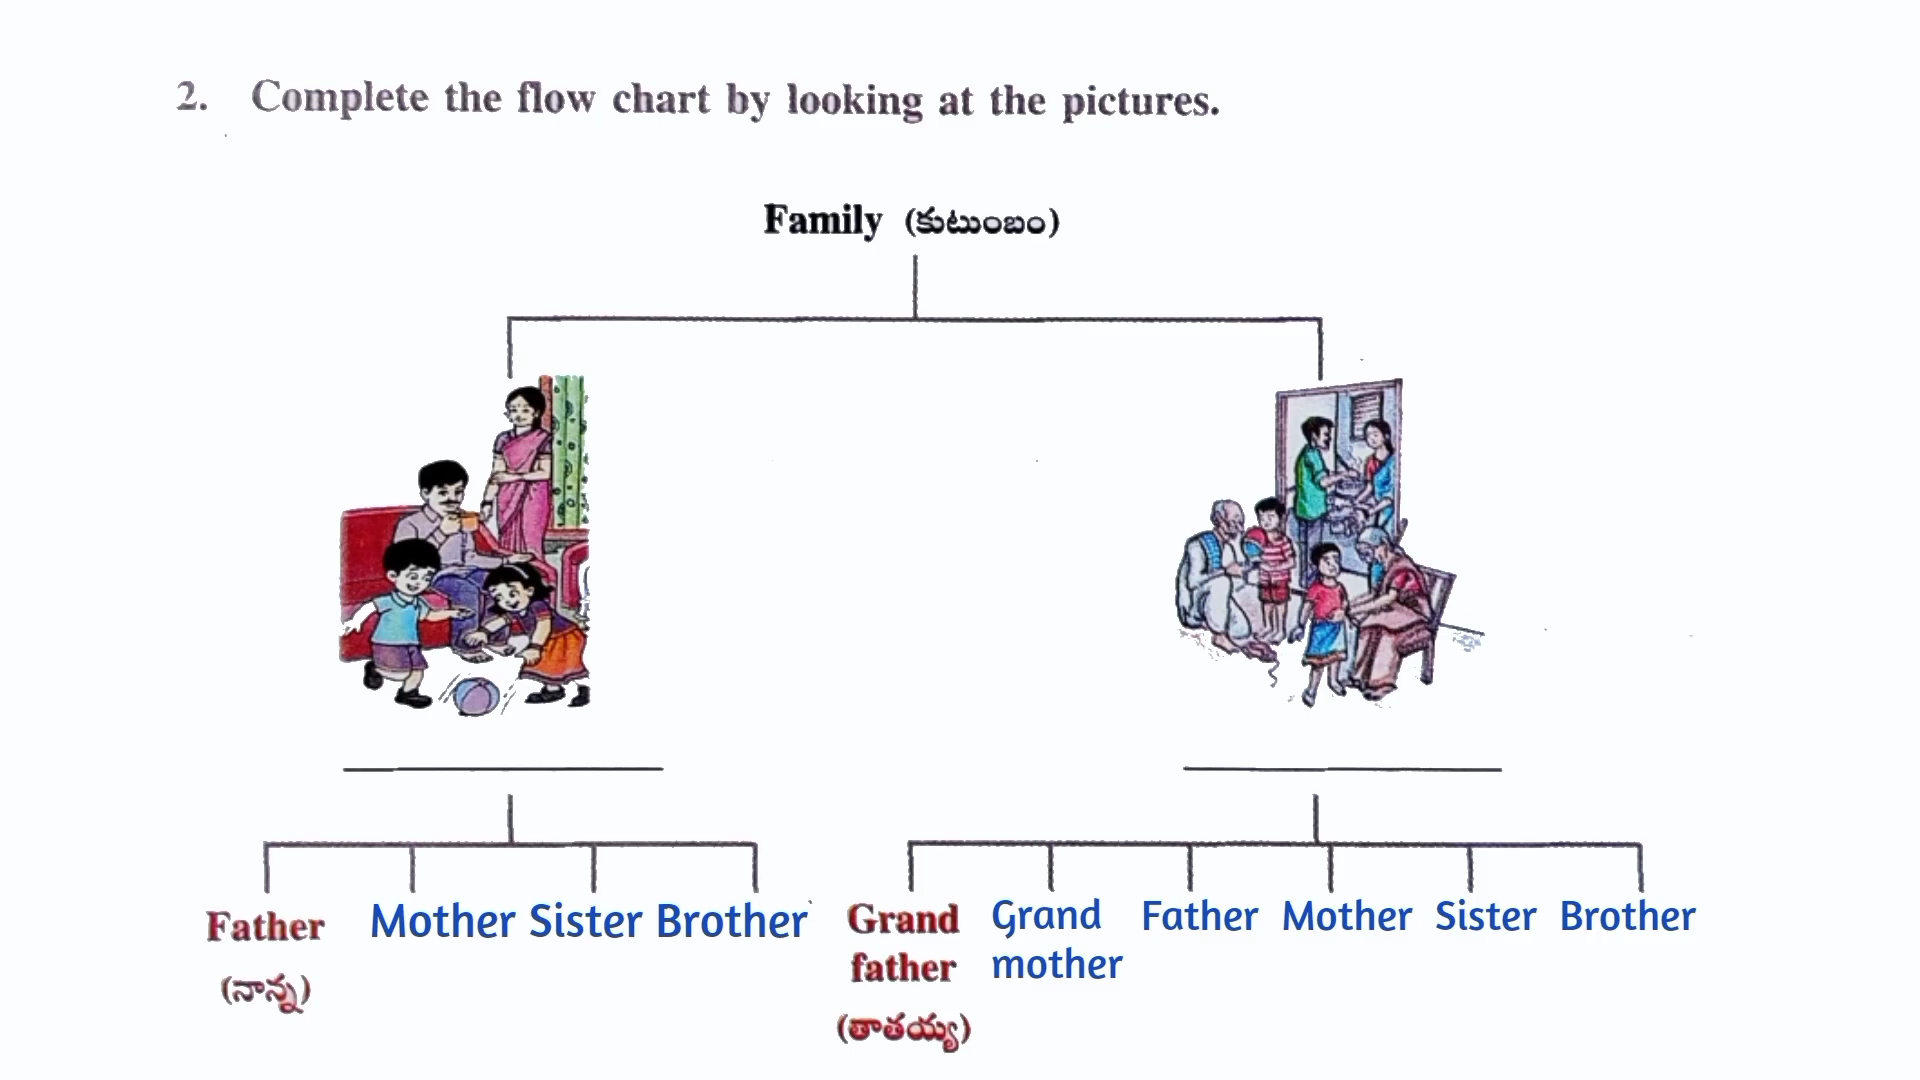 2. Complete the flow chart by looking at the pictures.
Family (కుటుంబం)
Father Mother Sister Brother
(నాన్న)
Grand Grand Father Mother Sister Brother
father mother
(తాతయ్య)